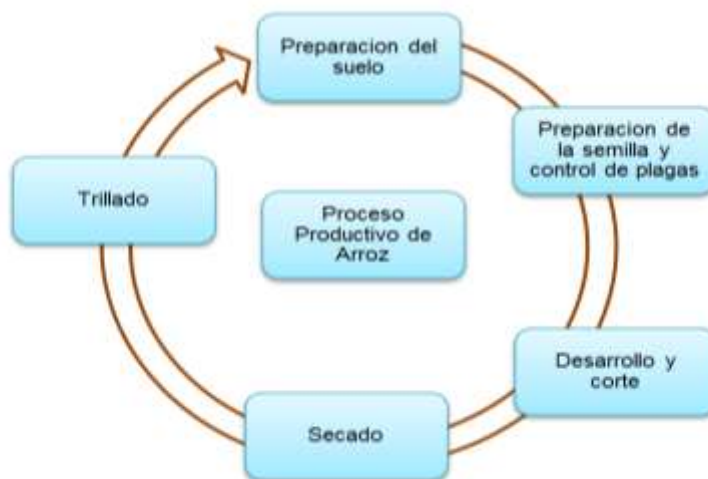 Preparacion del
suelo
Preparacion de
la semilla y
control de plagas
Trillado
Proceso
Productivo de
Arroz
Desarrollo y
corte
Secado